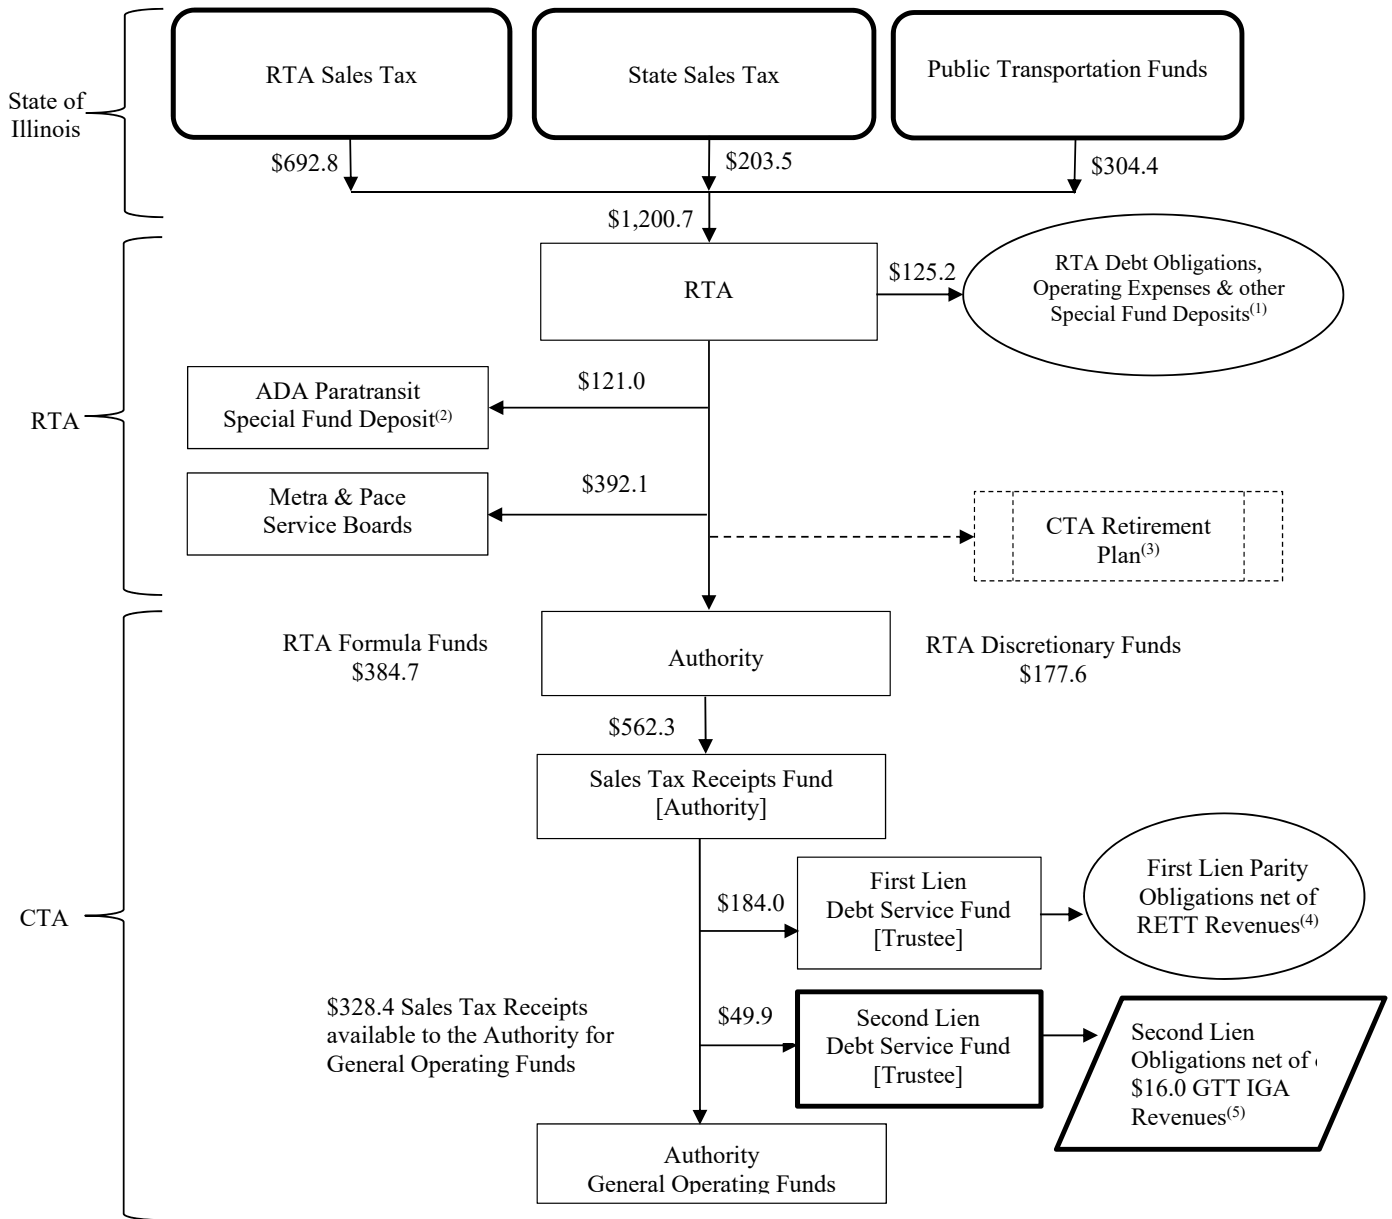 RTA Sales Tax
State Sales Tax
Public Transportation Funds
State of
Illinois
$692.8
$203.5
$304.4
$1,200.7
RTA
$125.2
RTA Debt Obligations,
Operating Expenses & other
Special Fund Deposits(1)
ADA Paratransit
Special Fund Deposit(2)
$121.0
RTA
Metra & Pace
Service Boards
$392.1
CTA Retirement
Plan(3)
RTA Formula Funds
$384.7
Authority
RTA Discretionary Funds
$177.6
$562.3
Sales Tax Receipts Fund
[Authority]
CTA
$184.0
First Lien
Debt Service Fund
[Trustee]
First Lien Parity
Obligations net of
RETT Revenues(4)
$328.4 Sales Tax Receipts
available to the Authority for
General Operating Funds
$49.9
Second Lien
Debt Service Fund
[Trustee]
Second Lien
Obligations net of
$16.0 GTT IGA
Revenues(5)
Authority
General Operating Funds